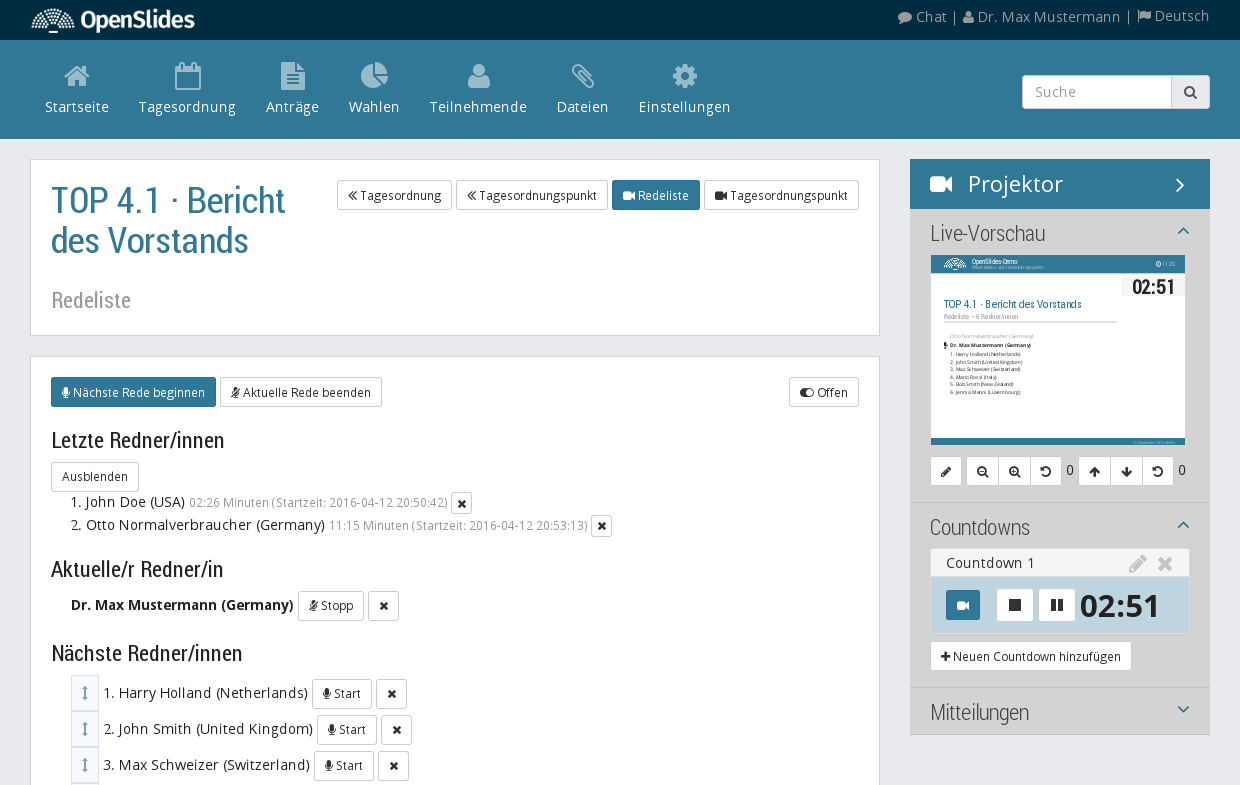 OpenSlides
Chat | Dr. Max Mustermann | Deutsch
Startseite Tagesordnung Anträge Wahlen Teilnehmende Dateien Einstellungen
Suche
TOP 4.1 · Bericht
des Vorstands
Tagesordnung Tagesordnungspunkt Redeliste Tagesordnungspunkt
Redeliste
Nächste Rede beginnen Aktuelle Rede beenden Offen
Letzte Redner/innen
Ausblenden
1. John Doe (USA) 02:26 Minuten (Startzeit: 2016-04-12 20:50:42)
2. Otto Normalverbraucher (Germany) 11:15 Minuten (Startzeit: 2016-04-12 20:53:13)
Aktuelle/r Redner/in
Dr. Max Mustermann (Germany) Stopp
Nächste Redner/innen
1. Harry Holland (Netherlands) Start
2. John Smith (United Kingdom) Start
3. Max Schweizer (Switzerland) Start
Projektor
Live-Vorschau
OpenSlides-Demo
11:20
02:51
TOP 4.1 · Bericht des Vorstands
Redeliste – 6 Redner/innen
Otto Normalverbraucher (Germany)
Dr. Max Mustermann (Germany)
1. Harry Holland (Netherlands)
2. John Smith (United Kingdom)
3. Max Schweizer (Switzerland)
4. Mario Rossi (Italy)
5. Bob Smith (New Zealand)
6. Jennia Menni (Luxembourg)
0 0
Countdowns
Countdown 1
02:51
Neuen Countdown hinzufügen
Mitteilungen